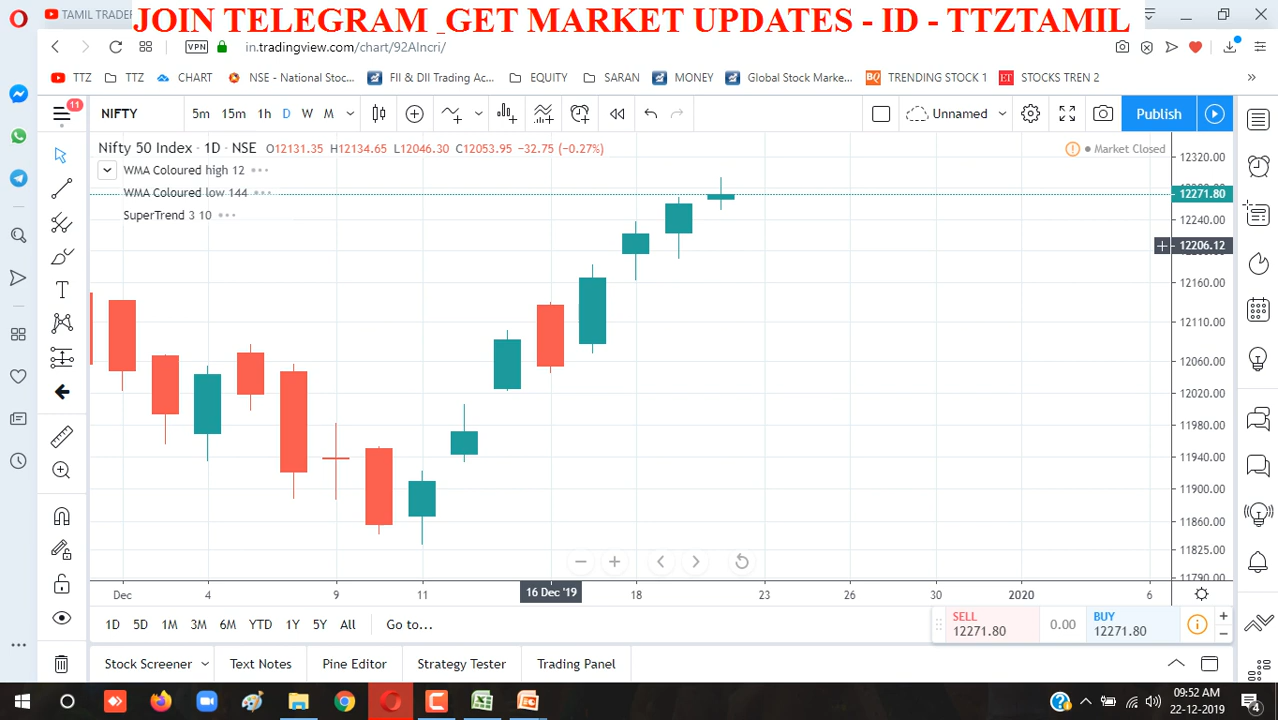 TAMIL TRADER
JOIN TELEGRAM _GET MARKET UPDATES - ID - TTZTAMIL
VPN in.tradingview.com/chart/92AIncri/
TTZ TTZ CHART NSE - National Stoc... FII & DII Trading Ac... EQUITY SARAN MONEY Global Stock Marke... BQ TRENDING STOCK 1 ET STOCKS TREN 2 »
11 NIFTY 5m 15m 1h D W M Unnamed Publish
Nifty 50 Index · 1D · NSE O12131.35 H12134.65 L12046.30 C12053.95 −32.75 (−0.27%) Market Closed
WMA Coloured high 12
WMA Coloured low 144
SuperTrend 3 10
12320.00
12271.80
12240.00
12206.12
12160.00
12110.00
12060.00
12020.00
11980.00
11940.00
11900.00
11860.00
11825.00
11790.00
Dec 4 9 11 16 Dec '19 18 23 26 30 2020 6
1D 5D 1M 3M 6M YTD 1Y 5Y All Go to...
SELL 12271.80 0.00 BUY 12271.80
Stock Screener Text Notes Pine Editor Strategy Tester Trading Panel
09:52 AM
22-12-2019
4